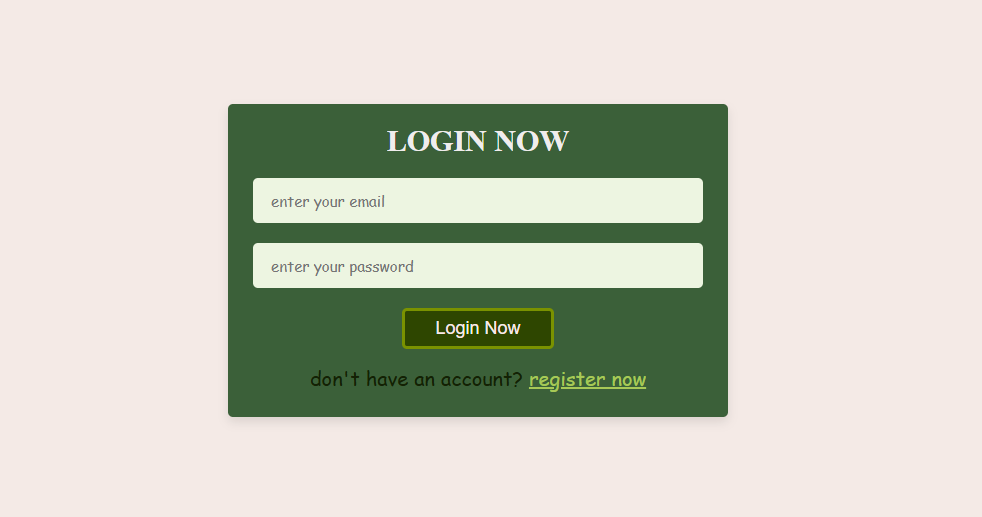 LOGIN NOW
enter your email
enter your password
Login Now
don't have an account? register now